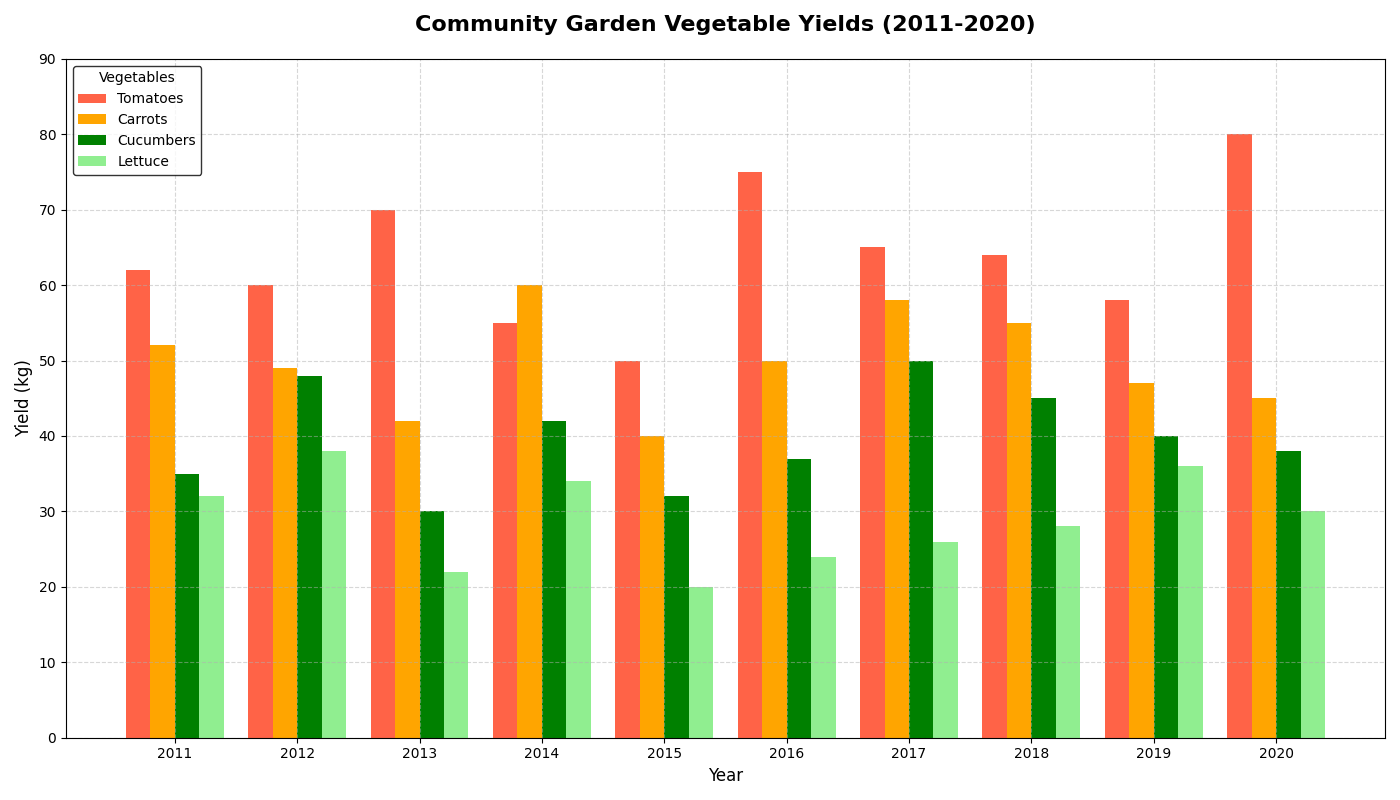 Community Garden Vegetable Yields (2011-2020)
90
80
70
60
50
40
30
20
10
0
Yield (kg)
Vegetables
Tomatoes
Carrots
Cucumbers
Lettuce
2011 2012 2013 2014 2015 2016 2017 2018 2019 2020
Year